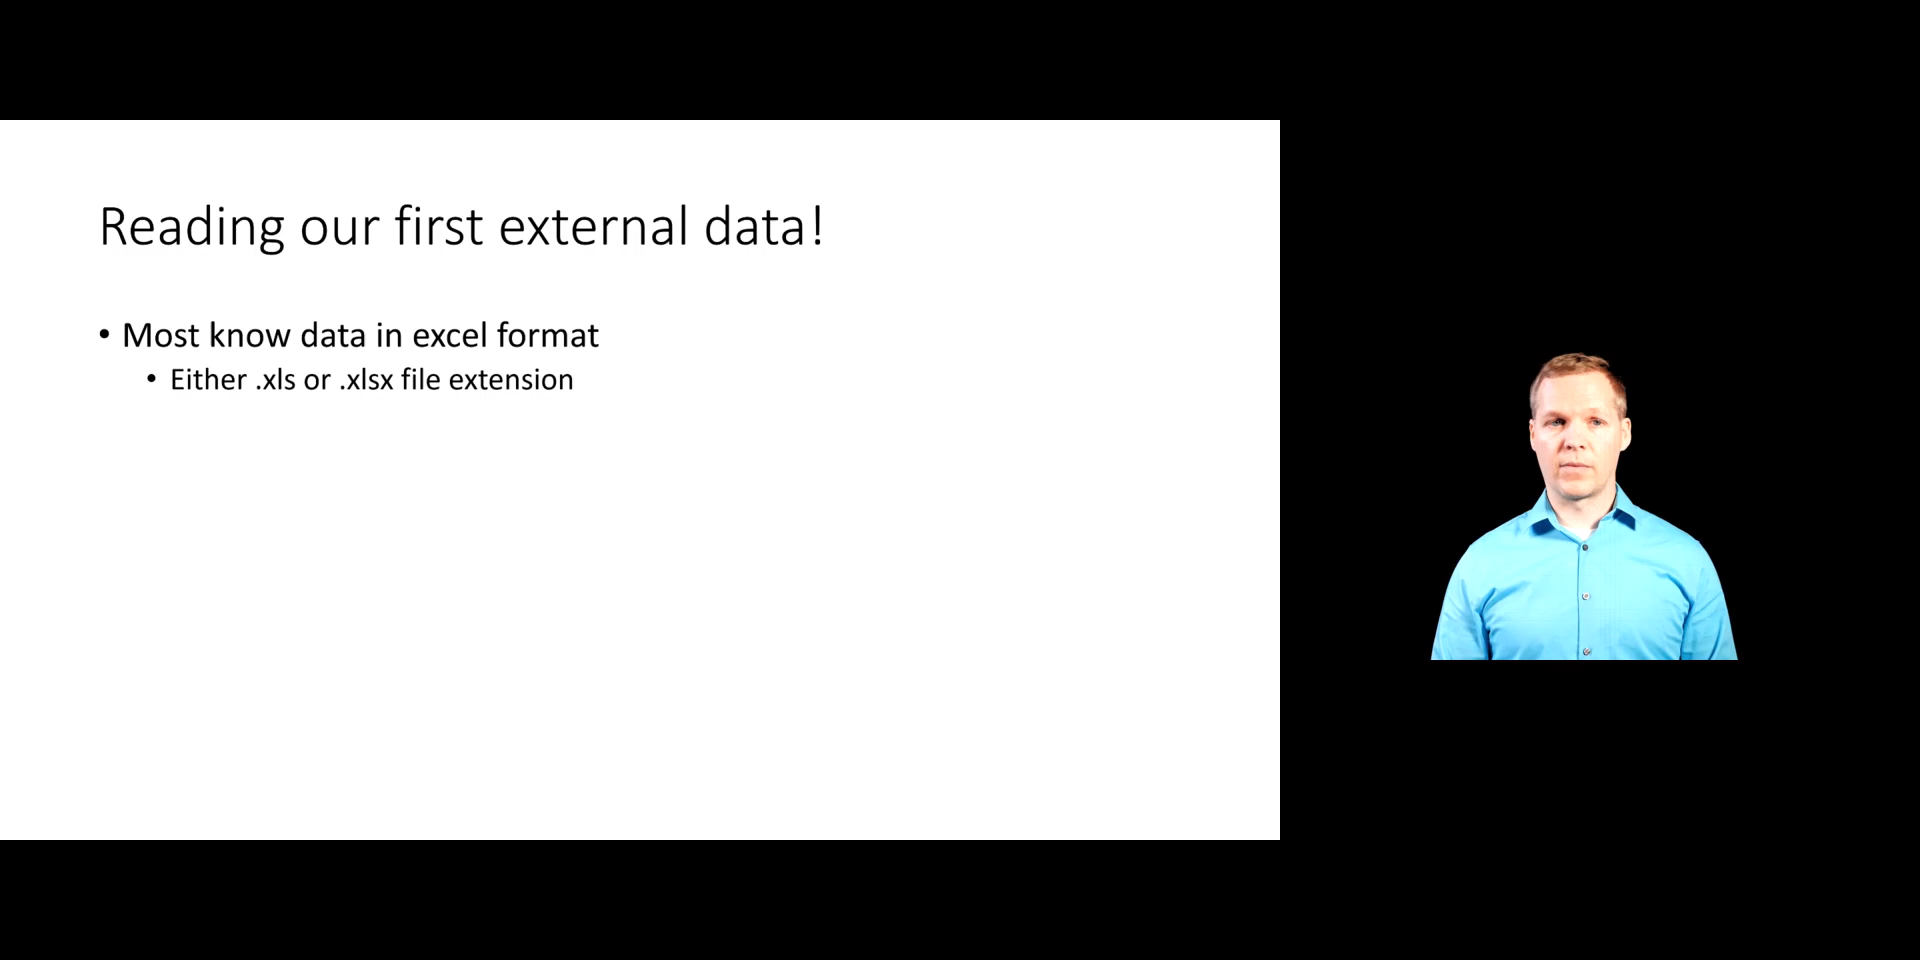 Reading our first external data!
• Most know data in excel format
• Either .xls or .xlsx file extension